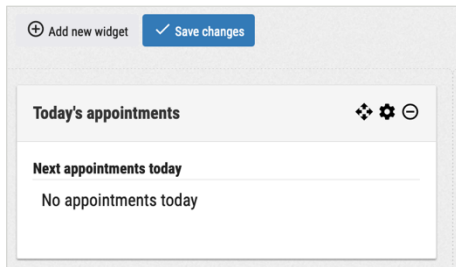 Add new widget
Save changes
Today's appointments
Next appointments today
No appointments today